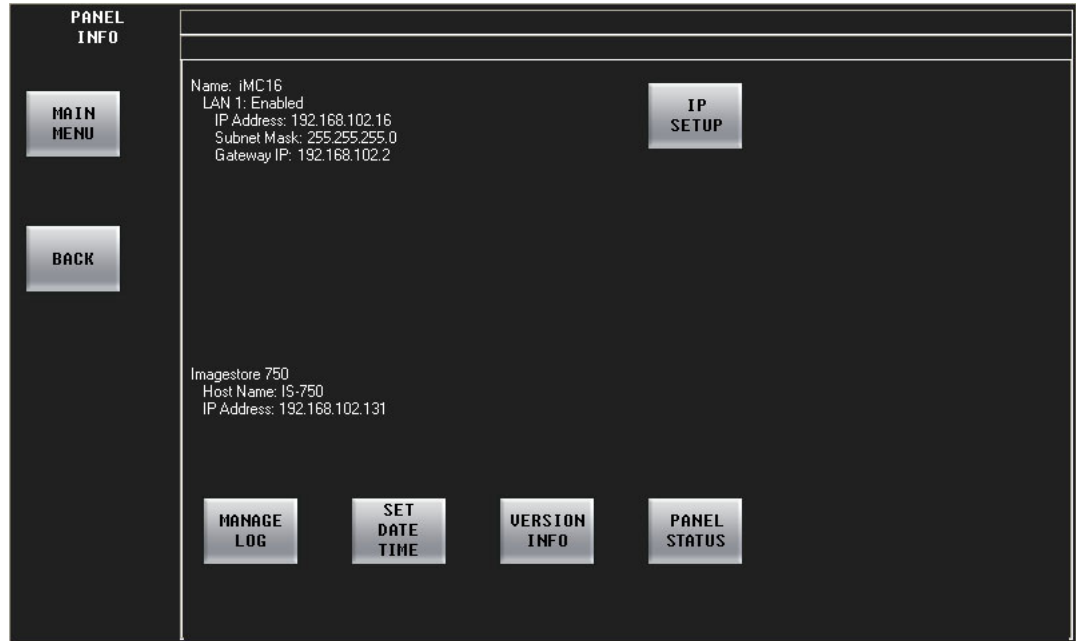 PANEL
INFO
MAIN
MENU
BACK
Name: iMC16
LAN 1: Enabled
IP Address: 192.168.102.16
Subnet Mask: 255.255.255.0
Gateway IP: 192.168.102.2
IP
SETUP
Imagestore 750
Host Name: IS-750
IP Address: 192.168.102.131
MANAGE
LOG
SET
DATE
TIME
VERSION
INFO
PANEL
STATUS